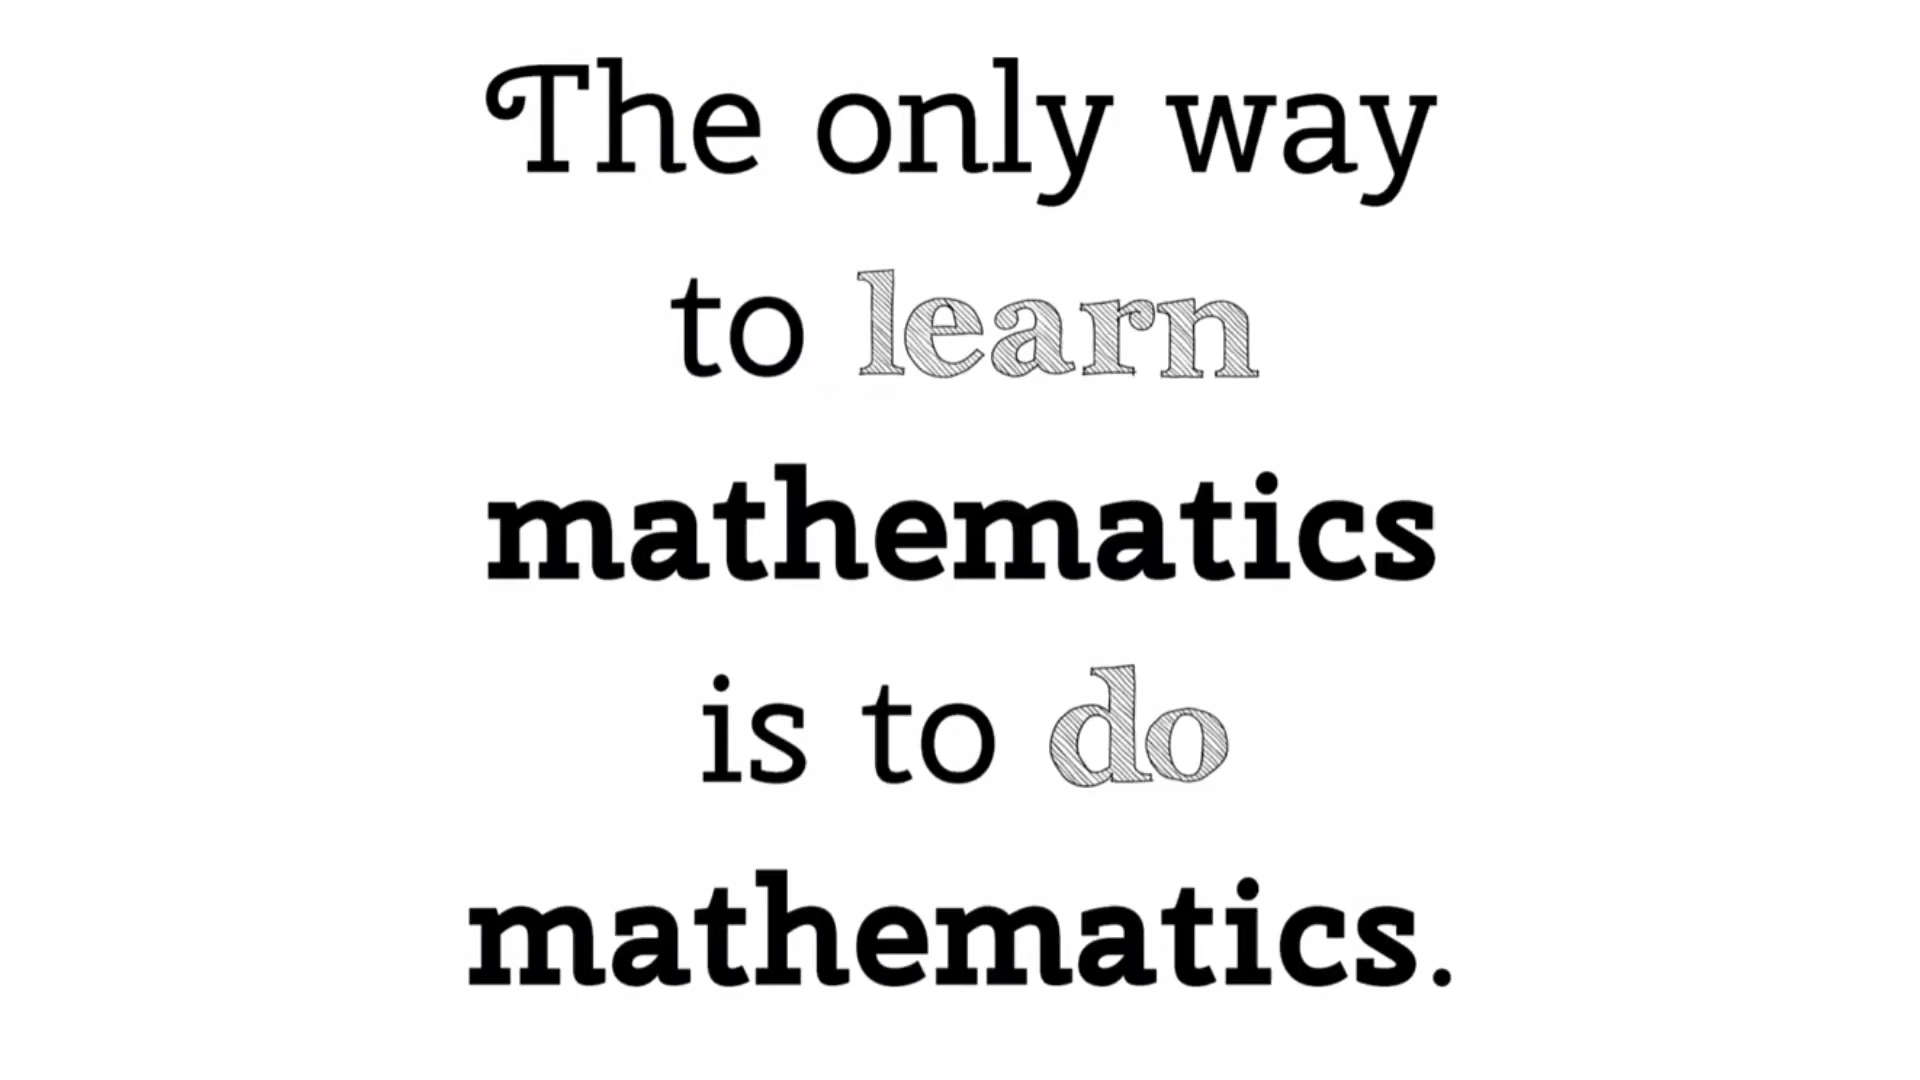 The only way
to learn
mathematics
is to do
mathematics.